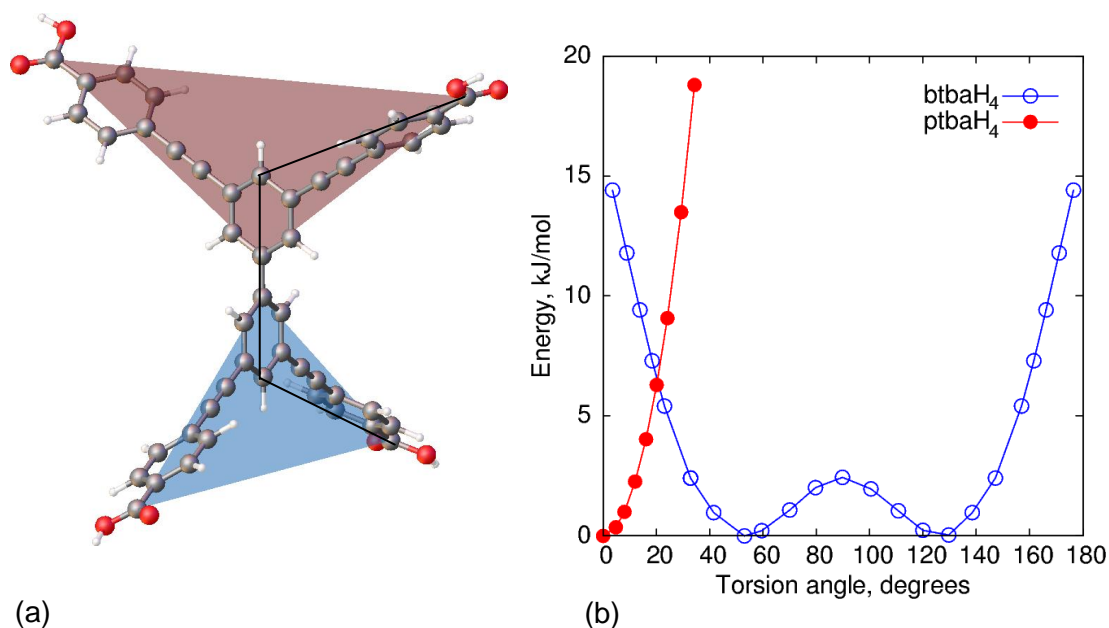 20
15
10
5
0
Energy, kJ/mol
btbaH₄
ptbaH₄
0 20 40 60 80 100 120 140 160 180
Torsion angle, degrees
(a)
(b)